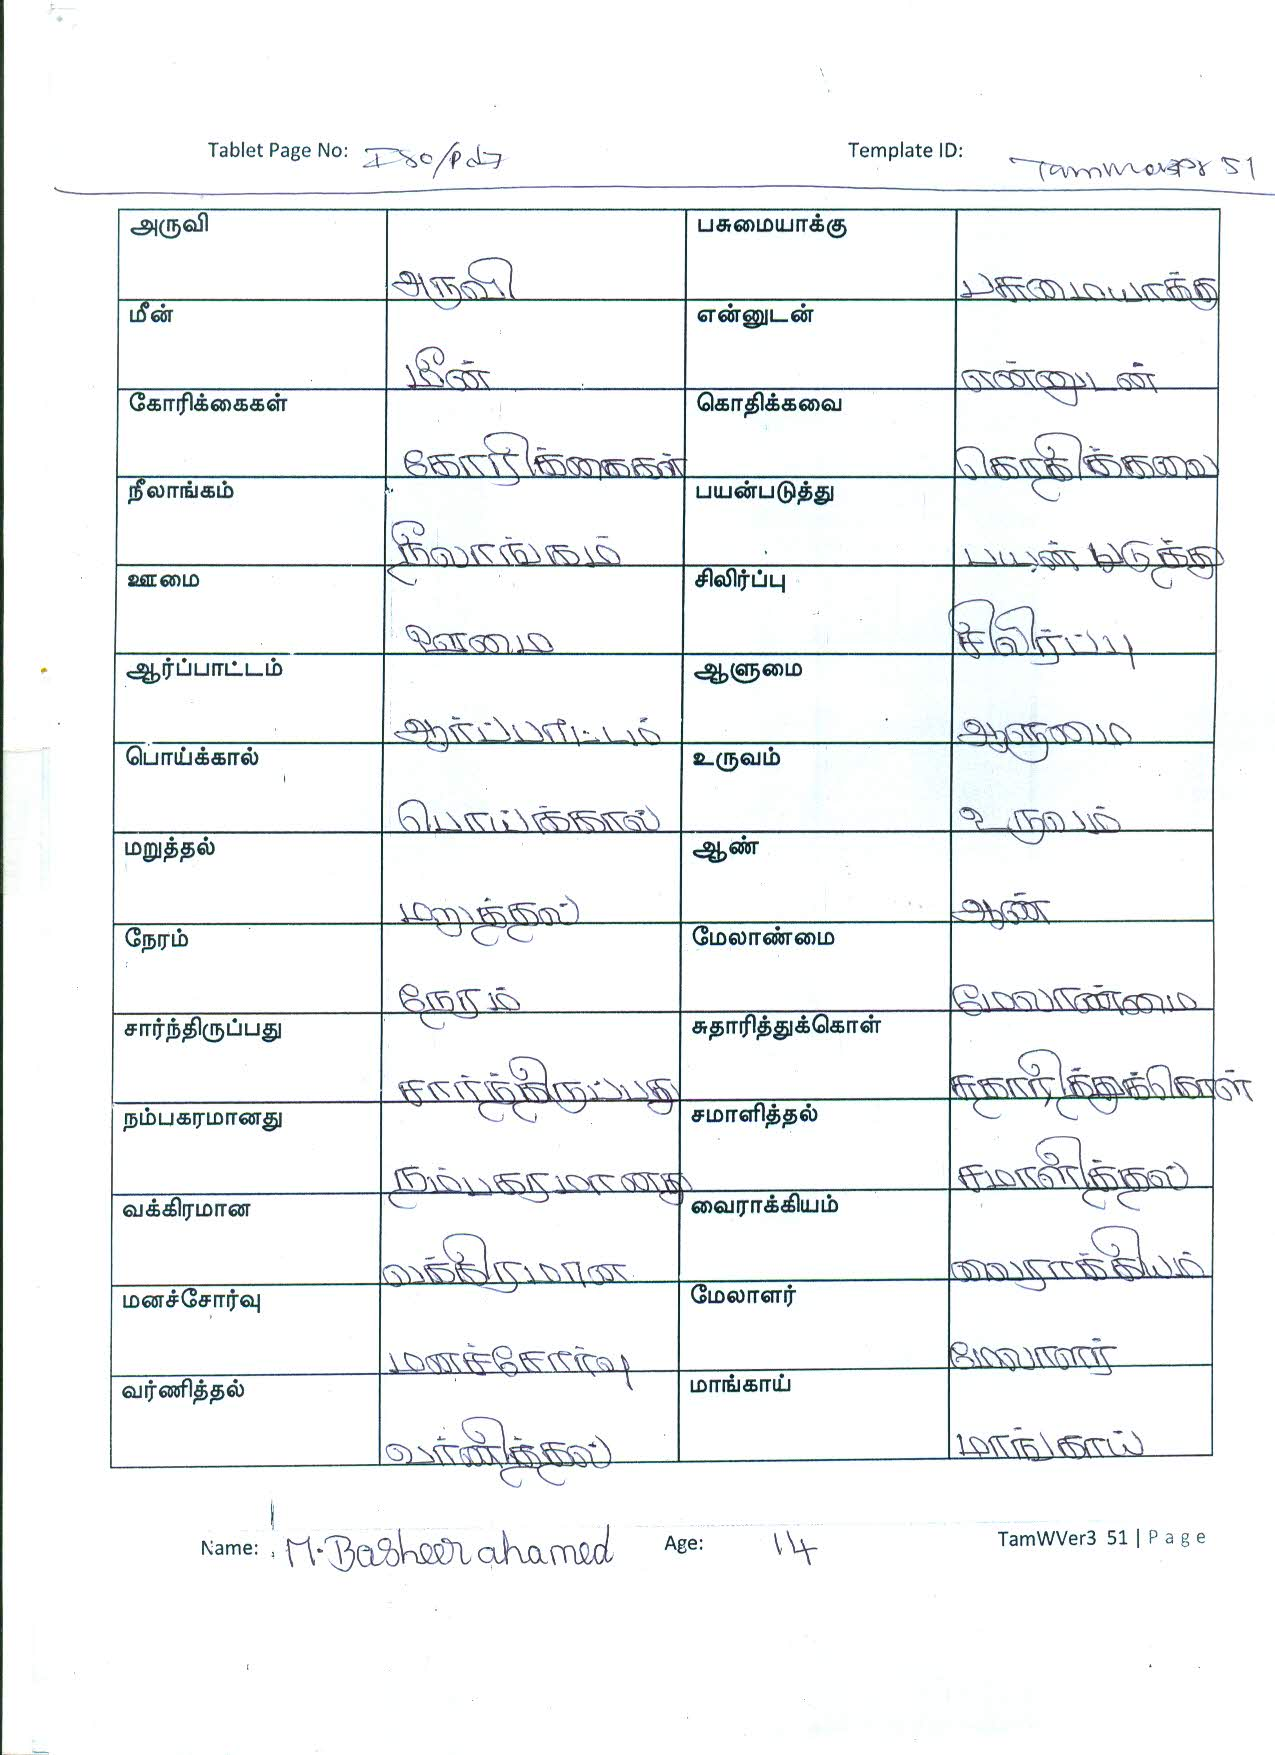 Tablet Page No: I80/Pd7 Template ID: 51
அருவி பசுமையாக்கு
அருவி பசுமையாக்கு
மீன் என்னுடன்
மீன் என்னுடன்
கோரிக்கைகள் கொதிக்கவை
கோரிக்கைகள் கொதிக்கவை
நீலாங்கம் பயன்படுத்து
நீலாங்கம் பயன்படுத்து
ஊமை சிலிர்ப்பு
ஊமை சிலிர்ப்பு
ஆர்ப்பாட்டம் ஆளுமை
ஆர்ப்பாட்டம் ஆளுமை
பொய்க்கால் உருவம்
பொய்க்கால் உருவம்
மறுத்தல் ஆண்
மறுத்தல் ஆண்
நேரம் மேலாண்மை
நேரம் மேலாண்மை
சார்ந்திருப்பது சுதாரித்துக்கொள்
சார்ந்திருப்பது சுதாரித்துக்கொள்
நம்பகரமானது சமாளித்தல்
நம்பகரமானது சமாளித்தல்
வக்கிரமான வைராக்கியம்
வக்கிரமான வைராக்கியம்
மனச்சோர்வு மேலாளர்
மனச்சோர்வு மேலாளர்
வர்ணித்தல் மாங்காய்
வர்ணித்தல் மாங்காய்
Name: M. Basheer ahamed Age: 14 TamWVer3 51 | Page